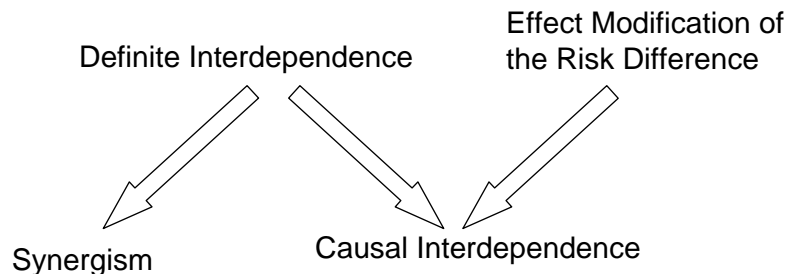 Definite Interdependence
Effect Modification of
the Risk Difference
Synergism
Causal Interdependence